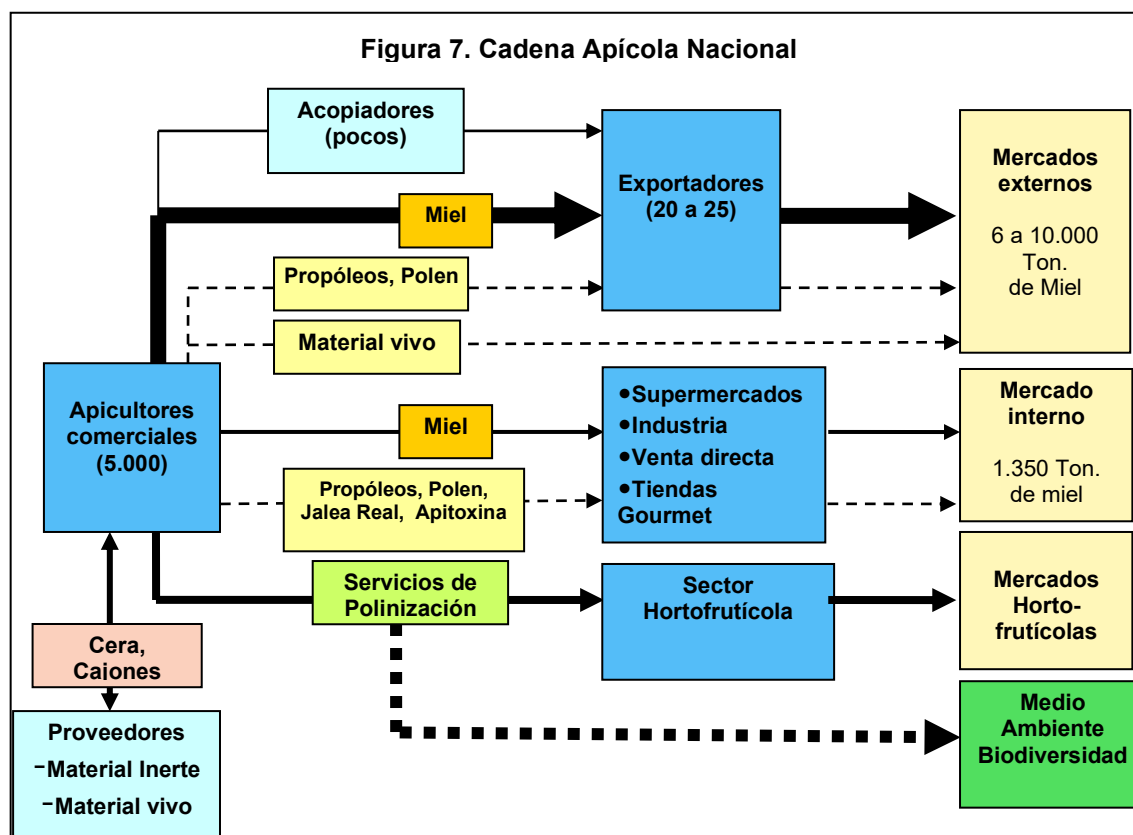 Figura 7. Cadena Apícola Nacional
Acopiadores
(pocos)
Exportadores
(20 a 25)
Mercados
externos
6 a 10.000
Ton.
de Miel
Miel
Propóleos, Polen
Material vivo
Apicultores
comerciales
(5.000)
Miel
•Supermercados
•Industria
•Venta directa
•Tiendas
Gourmet
Mercado
interno
1.350 Ton.
de miel
Propóleos, Polen,
Jalea Real, Apitoxina
Servicios de
Polinización
Sector
Hortofrutícola
Mercados
Horto-
frutícolas
Cera,
Cajones
Proveedores
-Material Inerte
-Material vivo
Medio
Ambiente
Biodiversidad